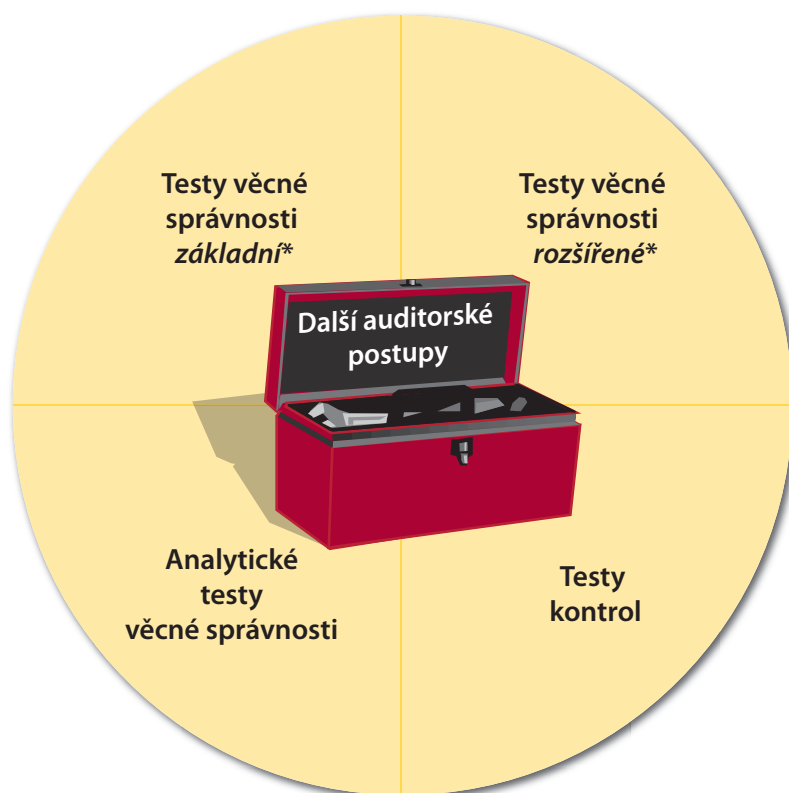 Testy věcné
správnosti
základní*
Testy věcné
správnosti
rozšířené*
Další auditorské
postupy
Analytické
testy
věcné správnosti
Testy
kontrol